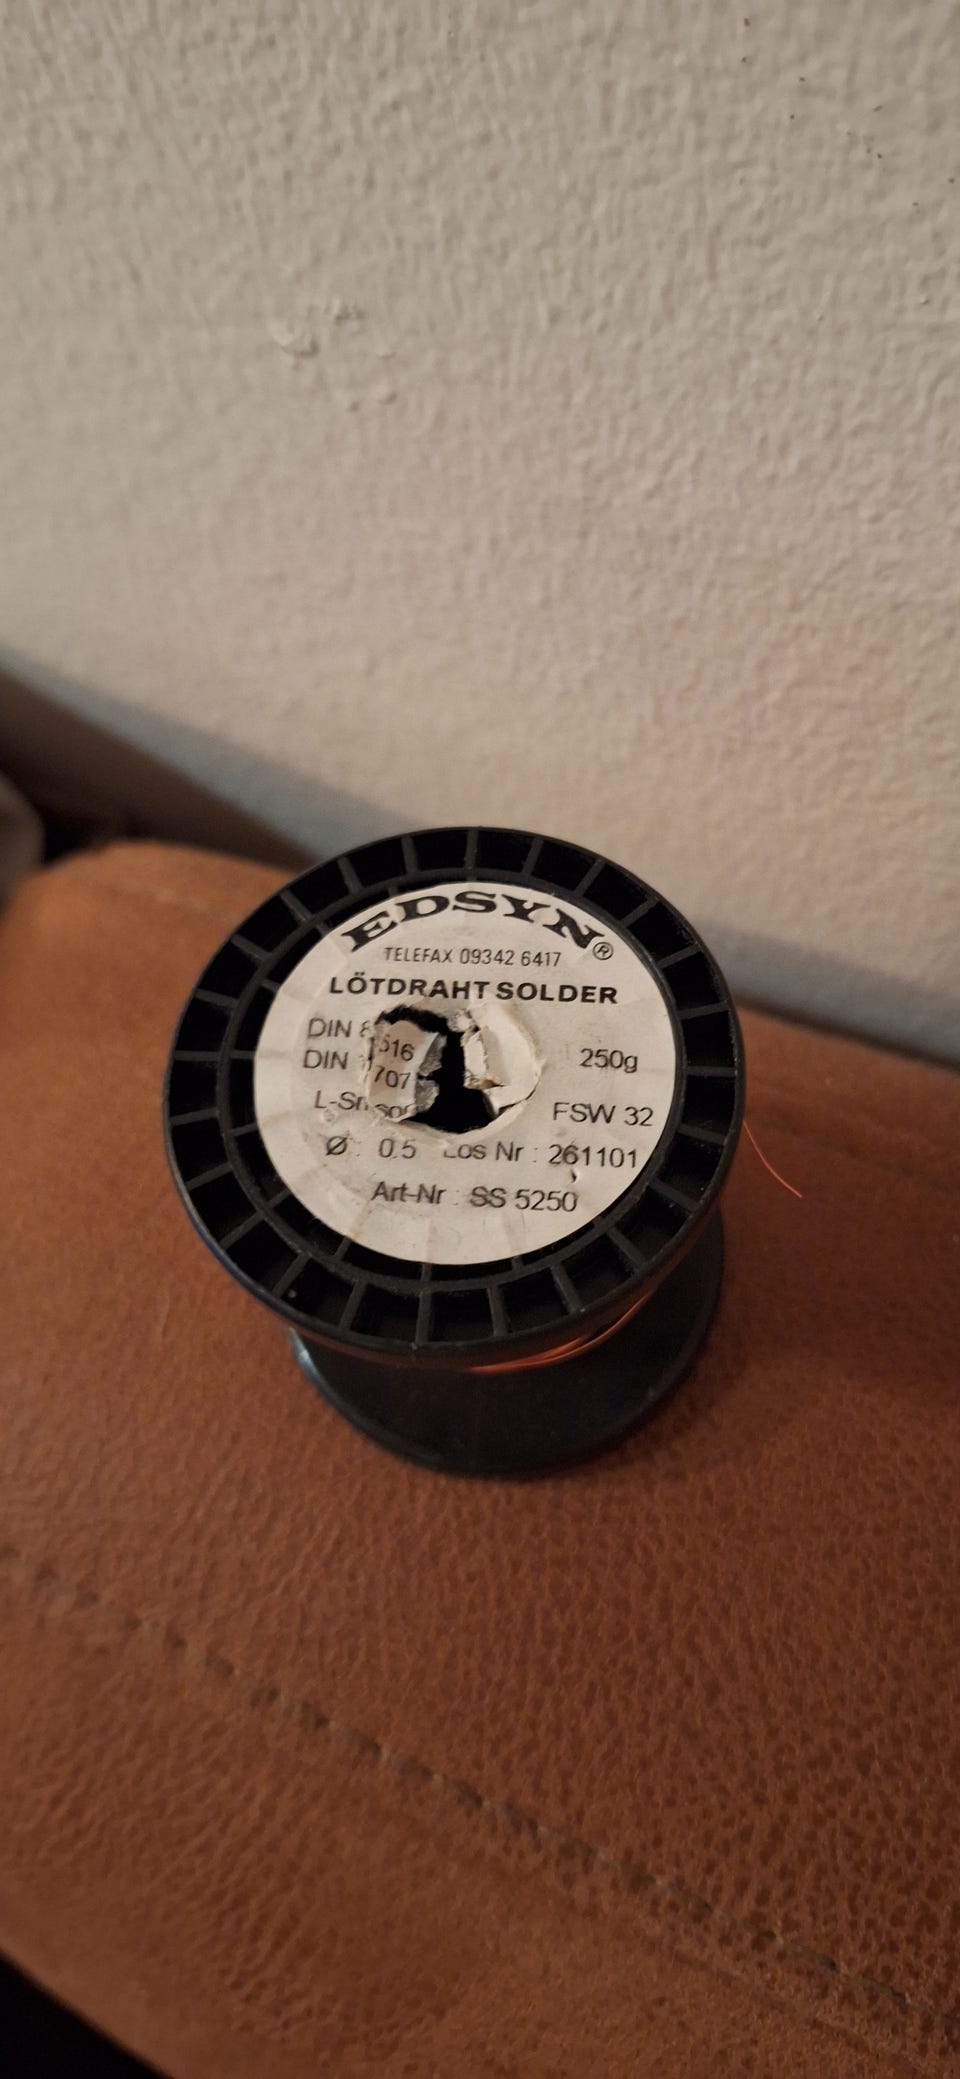 EDSYN®
TELEFAX 09342 6417
LÖTDRAHT SOLDER
DIN 8516
DIN 707 250g
FSW 32
Ø : 0.5 Los Nr : 261101
Art-Nr : SS 5250